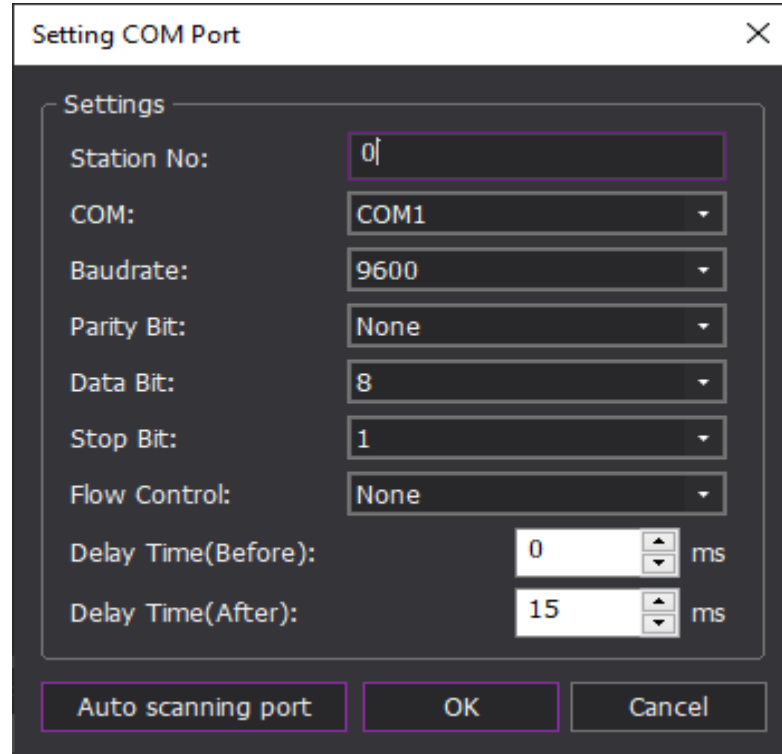 Setting COM Port
Settings
Station No: 0
COM: COM1
Baudrate: 9600
Parity Bit: None
Data Bit: 8
Stop Bit: 1
Flow Control: None
Delay Time(Before): 0 ms
Delay Time(After): 15 ms
Auto scanning port OK Cancel